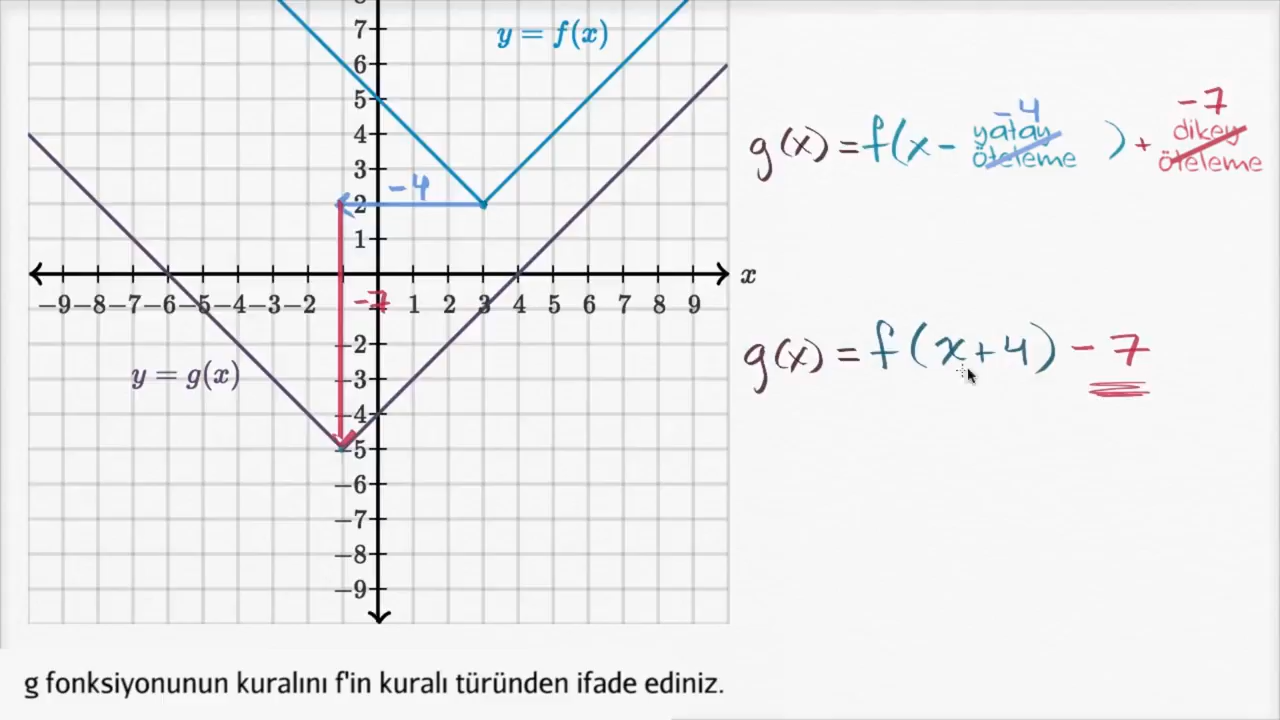 8
7
6
5
4
3
2
1
y = f(x)
−4
−7
x
−9 −8 −7 −6 −5 −4 −3 −2 1 2 3 4 5 6 7 8 9
−2
−3
−4
−5
−6
−7
−8
−9
y = g(x)
−4 −7
g(x) = f(x − yatay öteleme ) + dikey öteleme
g(x) = f(x+4) − 7
g fonksiyonunun kuralını f'in kuralı türünden ifade ediniz.